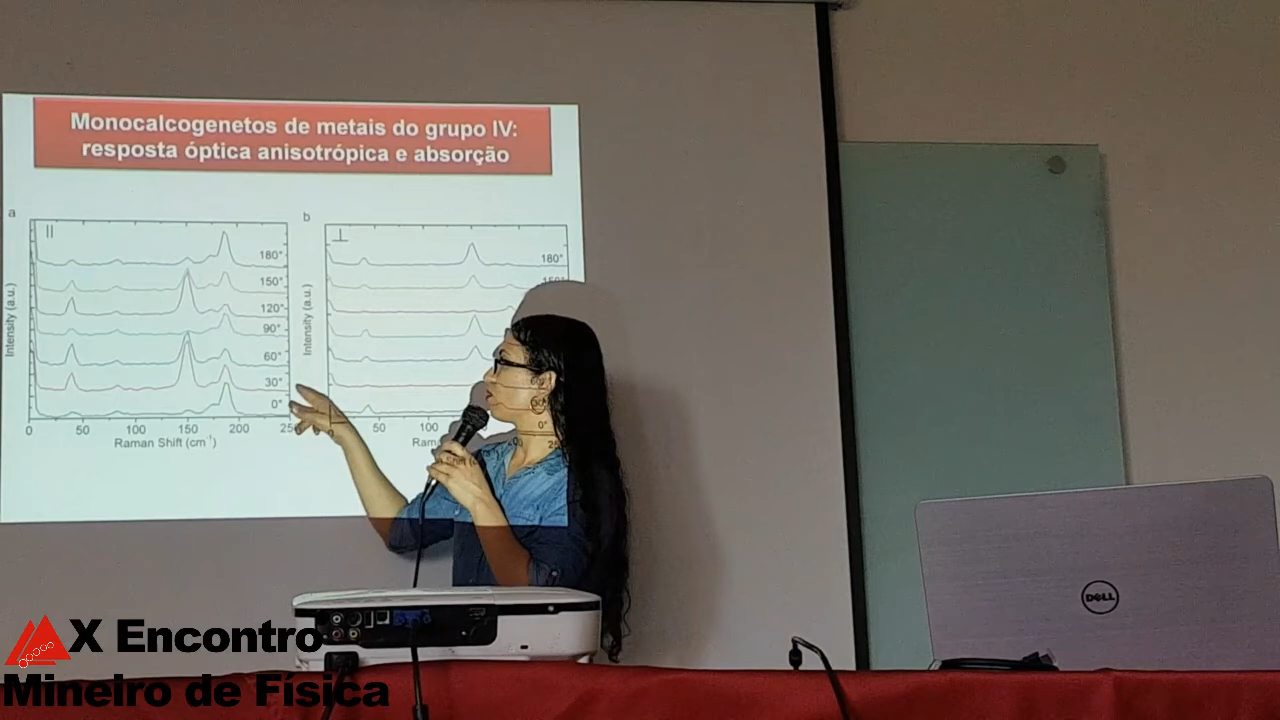 Monocalcogenetos de metais do grupo IV:
resposta óptica anisotrópica e absorção
a
||
180°
150°
120°
90°
60°
30°
0°
Intensity (a.u.)
0 50 100 150 200
Raman Shift (cm⁻¹)
b
⊥
180°
Intensity (a.u.)
0 50 100
0°
X Encontro
Mineiro de Física
DELL